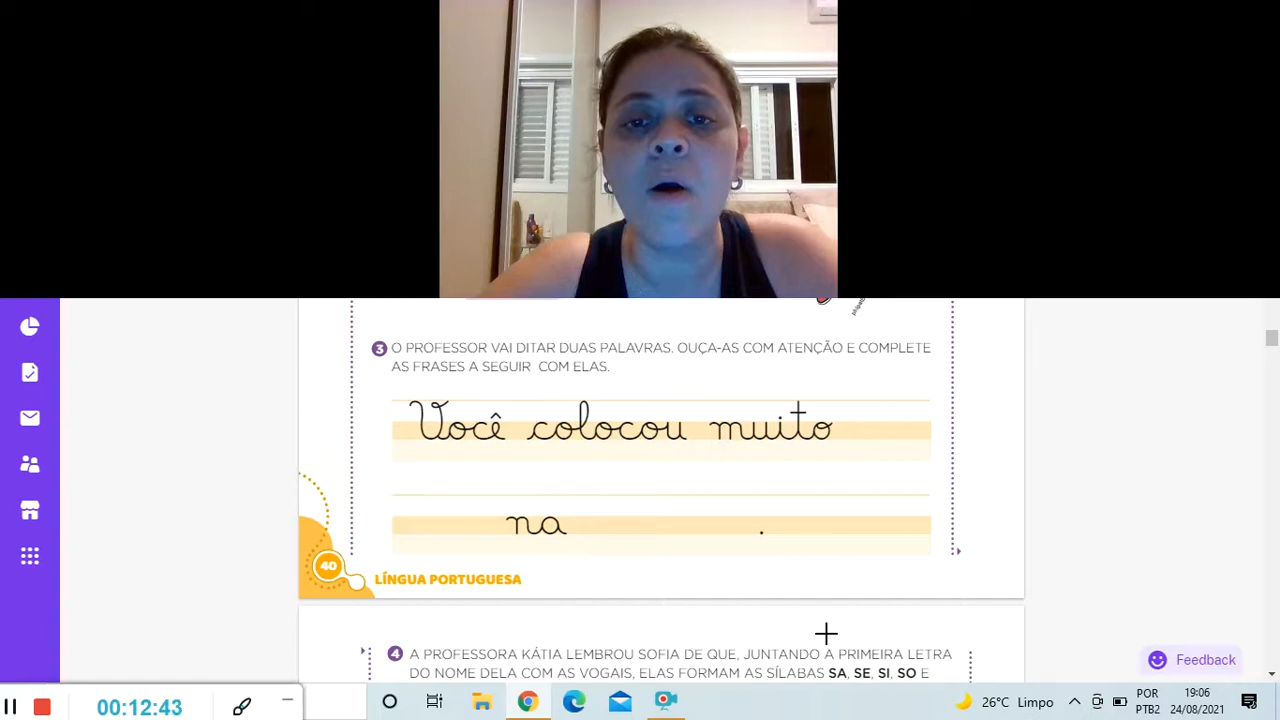 3 O PROFESSOR VAI DITAR DUAS PALAVRAS. OUÇA-AS COM ATENÇÃO E COMPLETE
AS FRASES A SEGUIR COM ELAS.
Você colocou muito
na .
40 LÍNGUA PORTUGUESA
4 A PROFESSORA KÁTIA LEMBROU SOFIA DE QUE, JUNTANDO A PRIMEIRA LETRA
DO NOME DELA COM AS VOGAIS, ELAS FORMAM AS SÍLABAS SA, SE, SI, SO E
Feedback
00:12:43
26°C Limpo
POR
PTB2
19:06
24/08/2021